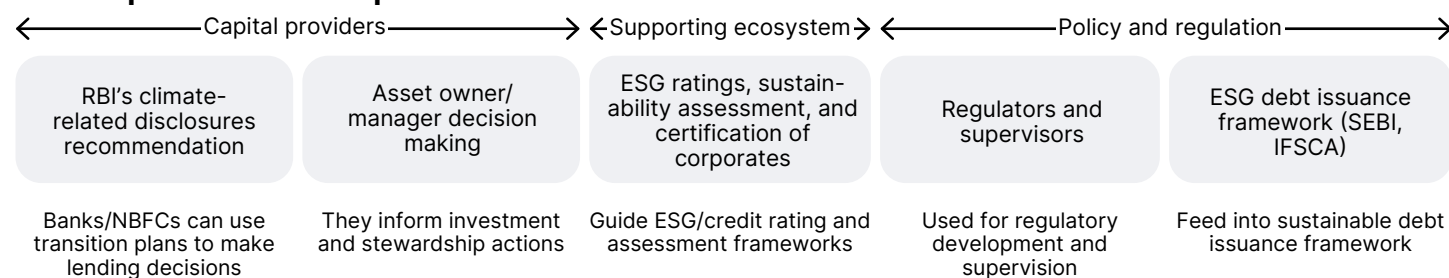 Capital providers
Supporting ecosystem
Policy and regulation
RBI's climate-
related disclosures
recommendation
Asset owner/
manager decision
making
ESG ratings, sustain-
ability assessment, and
certification of
corporates
Regulators and
supervisors
ESG debt issuance
framework (SEBI,
IFSCA)
Banks/NBFCs can use
transition plans to make
lending decisions
They inform investment
and stewardship actions
Guide ESG/credit rating and
assessment frameworks
Used for regulatory
development and
supervision
Feed into sustainable debt
issuance framework